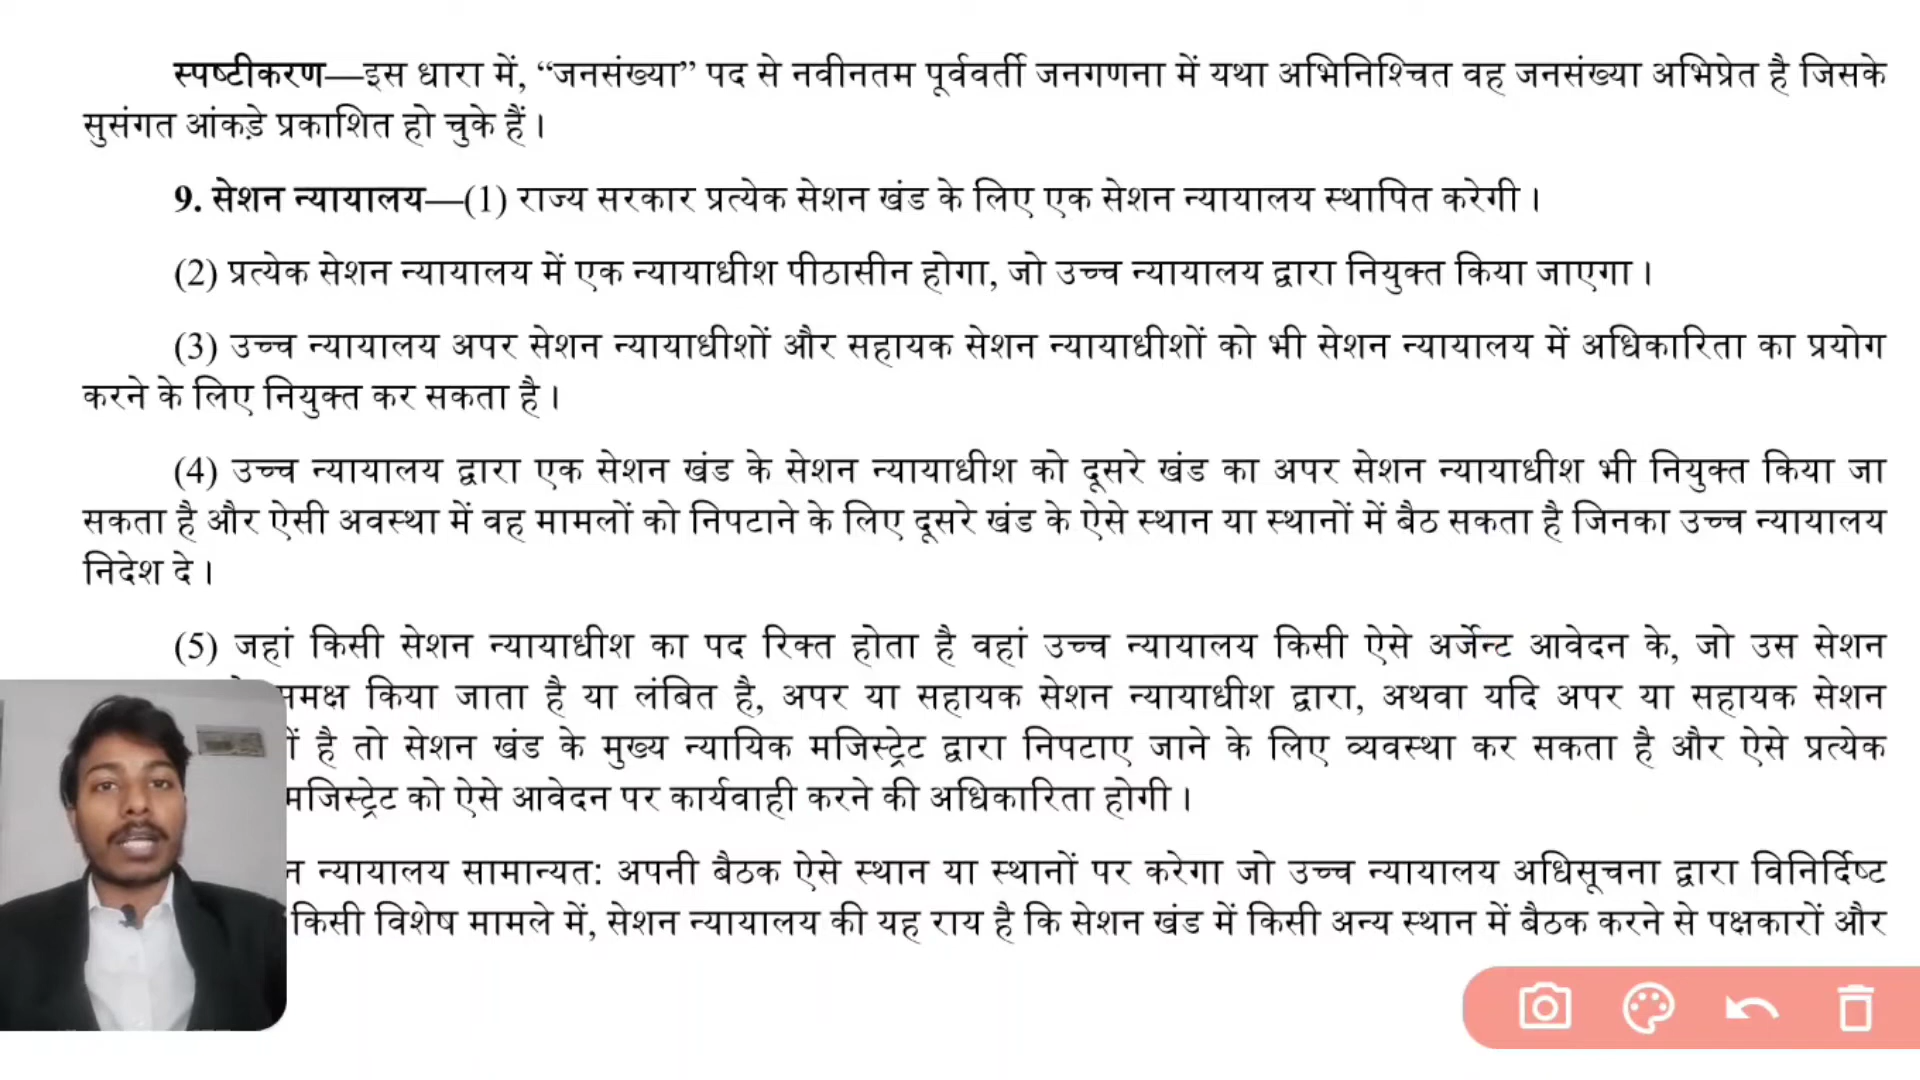 स्पष्टीकरण—इस धारा में, “जनसंख्या” पद से नवीनतम पूर्ववर्ती जनगणना में यथा अभिनिश्चित वह जनसंख्या अभिप्रेत है जिसके
सुसंगत आंकड़े प्रकाशित हो चुके हैं ।
9. सेशन न्यायालय—(1) राज्य सरकार प्रत्येक सेशन खंड के लिए एक सेशन न्यायालय स्थापित करेगी ।
(2) प्रत्येक सेशन न्यायालय में एक न्यायाधीश पीठासीन होगा, जो उच्च न्यायालय द्वारा नियुक्त किया जाएगा ।
(3) उच्च न्यायालय अपर सेशन न्यायाधीशों और सहायक सेशन न्यायाधीशों को भी सेशन न्यायालय में अधिकारिता का प्रयोग
करने के लिए नियुक्त कर सकता है ।
(4) उच्च न्यायालय द्वारा एक सेशन खंड के सेशन न्यायाधीश को दूसरे खंड का अपर सेशन न्यायाधीश भी नियुक्त किया जा
सकता है और ऐसी अवस्था में वह मामलों को निपटाने के लिए दूसरे खंड के ऐसे स्थान या स्थानों में बैठ सकता है जिनका उच्च न्यायालय
निदेश दे ।
(5) जहां किसी सेशन न्यायाधीश का पद रिक्त होता है वहां उच्च न्यायालय किसी ऐसे अर्जेन्ट आवेदन के, जो उस सेशन
समक्ष किया जाता है या लंबित है, अपर या सहायक सेशन न्यायाधीश द्वारा, अथवा यदि अपर या सहायक सेशन
है तो सेशन खंड के मुख्य न्यायिक मजिस्ट्रेट द्वारा निपटाए जाने के लिए व्यवस्था कर सकता है और ऐसे प्रत्येक
मजिस्ट्रेट को ऐसे आवेदन पर कार्यवाही करने की अधिकारिता होगी ।
न्यायालय सामान्यत: अपनी बैठक ऐसे स्थान या स्थानों पर करेगा जो उच्च न्यायालय अधिसूचना द्वारा विनिर्दिष्ट
किसी विशेष मामले में, सेशन न्यायालय की यह राय है कि सेशन खंड में किसी अन्य स्थान में बैठक करने से पक्षकारों और